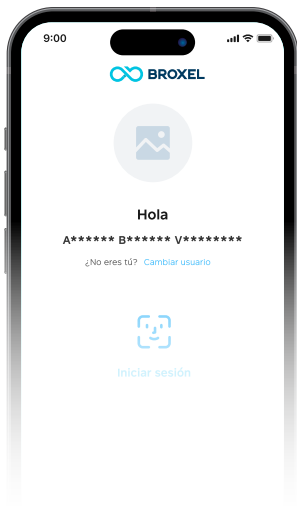 9:00
BROXEL
Hola
A****** B****** V********
¿No eres tú? Cambiar usuario
Iniciar sesión